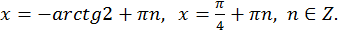 x = −arctg2 + πn, x = π/4 + πn, n ∈ Z.